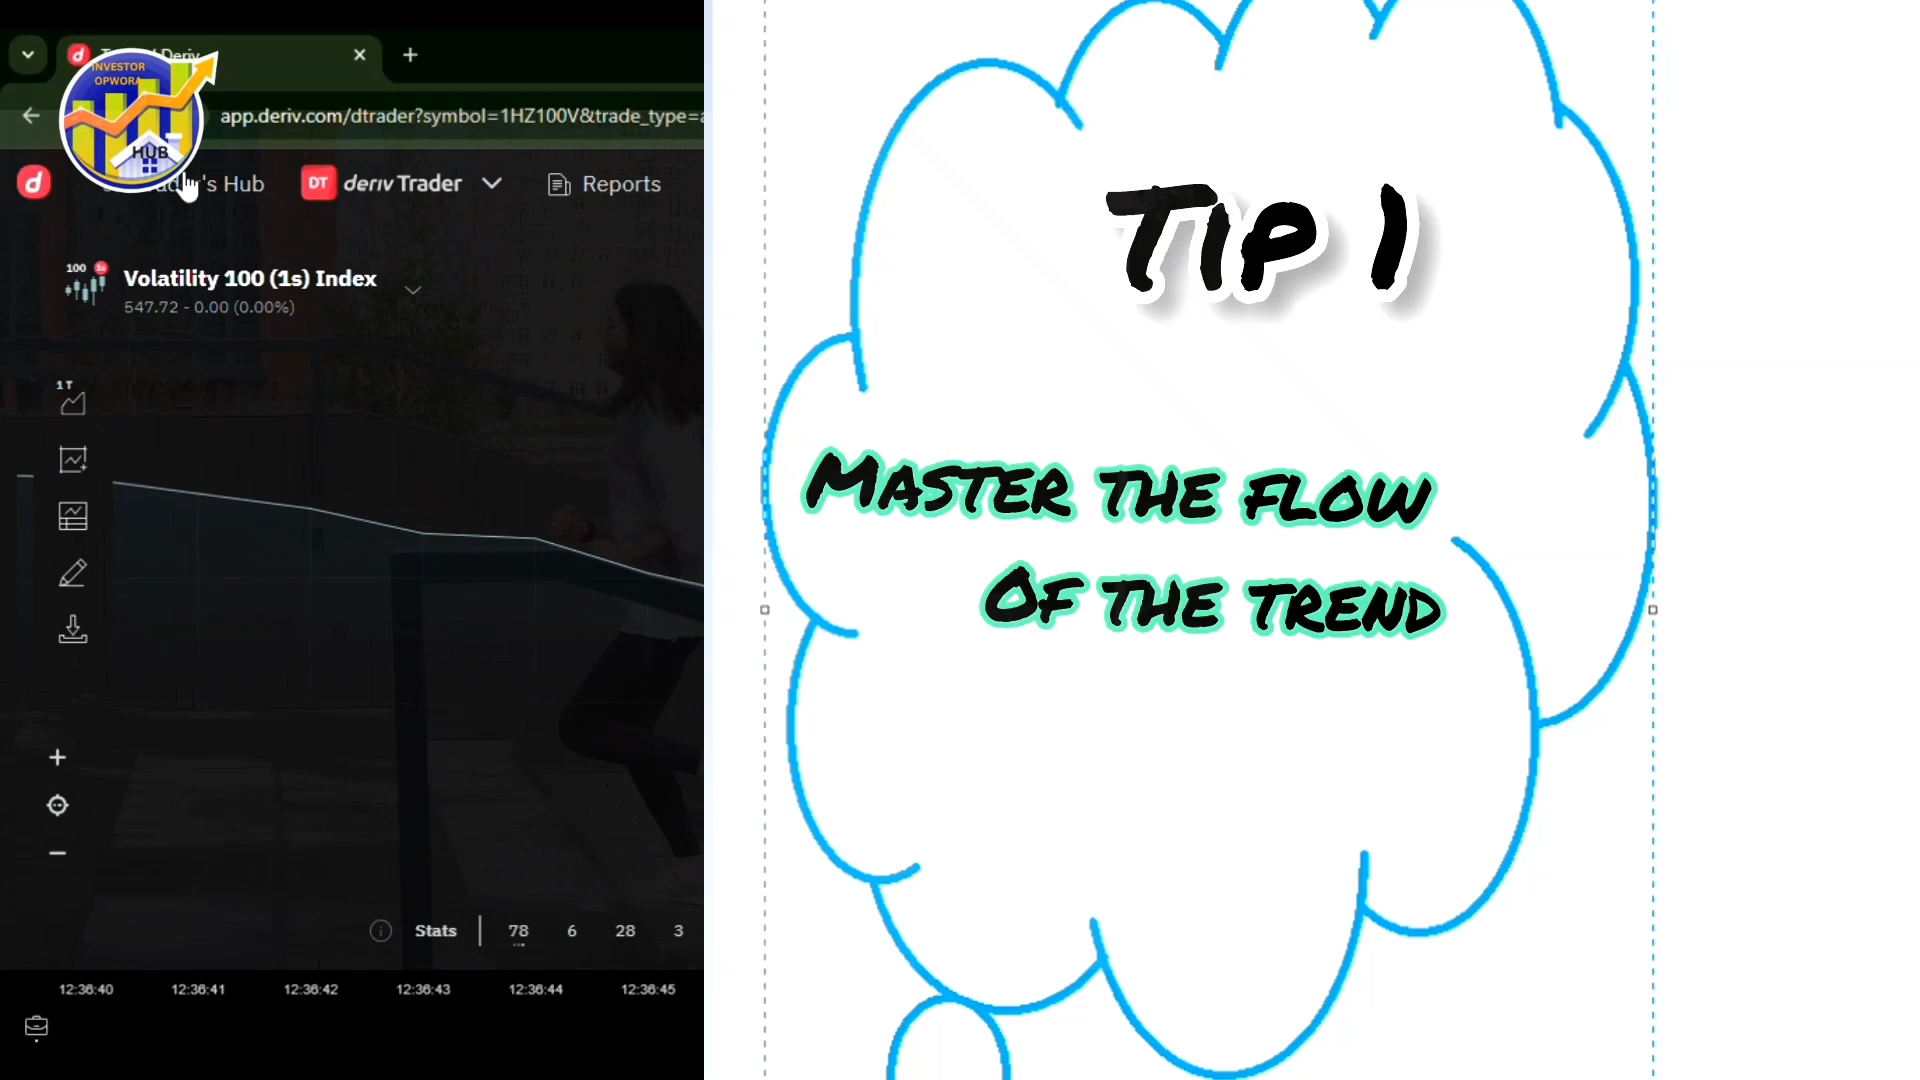 INVESTOR
OPWORA
HUB
app.deriv.com/dtrader?symbol=1HZ100V&trade_type=a
's Hub
DT
deriv Trader
Reports
100 1s
Volatility 100 (1s) Index
547.72 - 0.00 (0.00%)
1 T
Stats 78 6 28 3
12:36:40 12:36:41 12:36:42 12:36:43 12:36:44 12:36:45
Tip 1
Master the flow
Of the trend